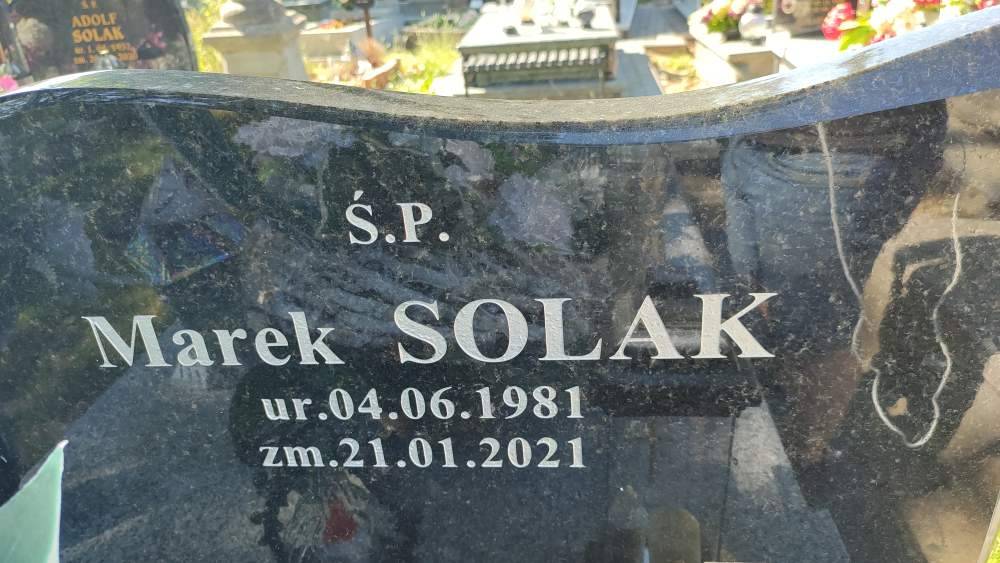 Ś.P.
ADOLF
SOLAK
Ś.P.
Marek SOLAK
ur.04.06.1981
zm.21.01.2021